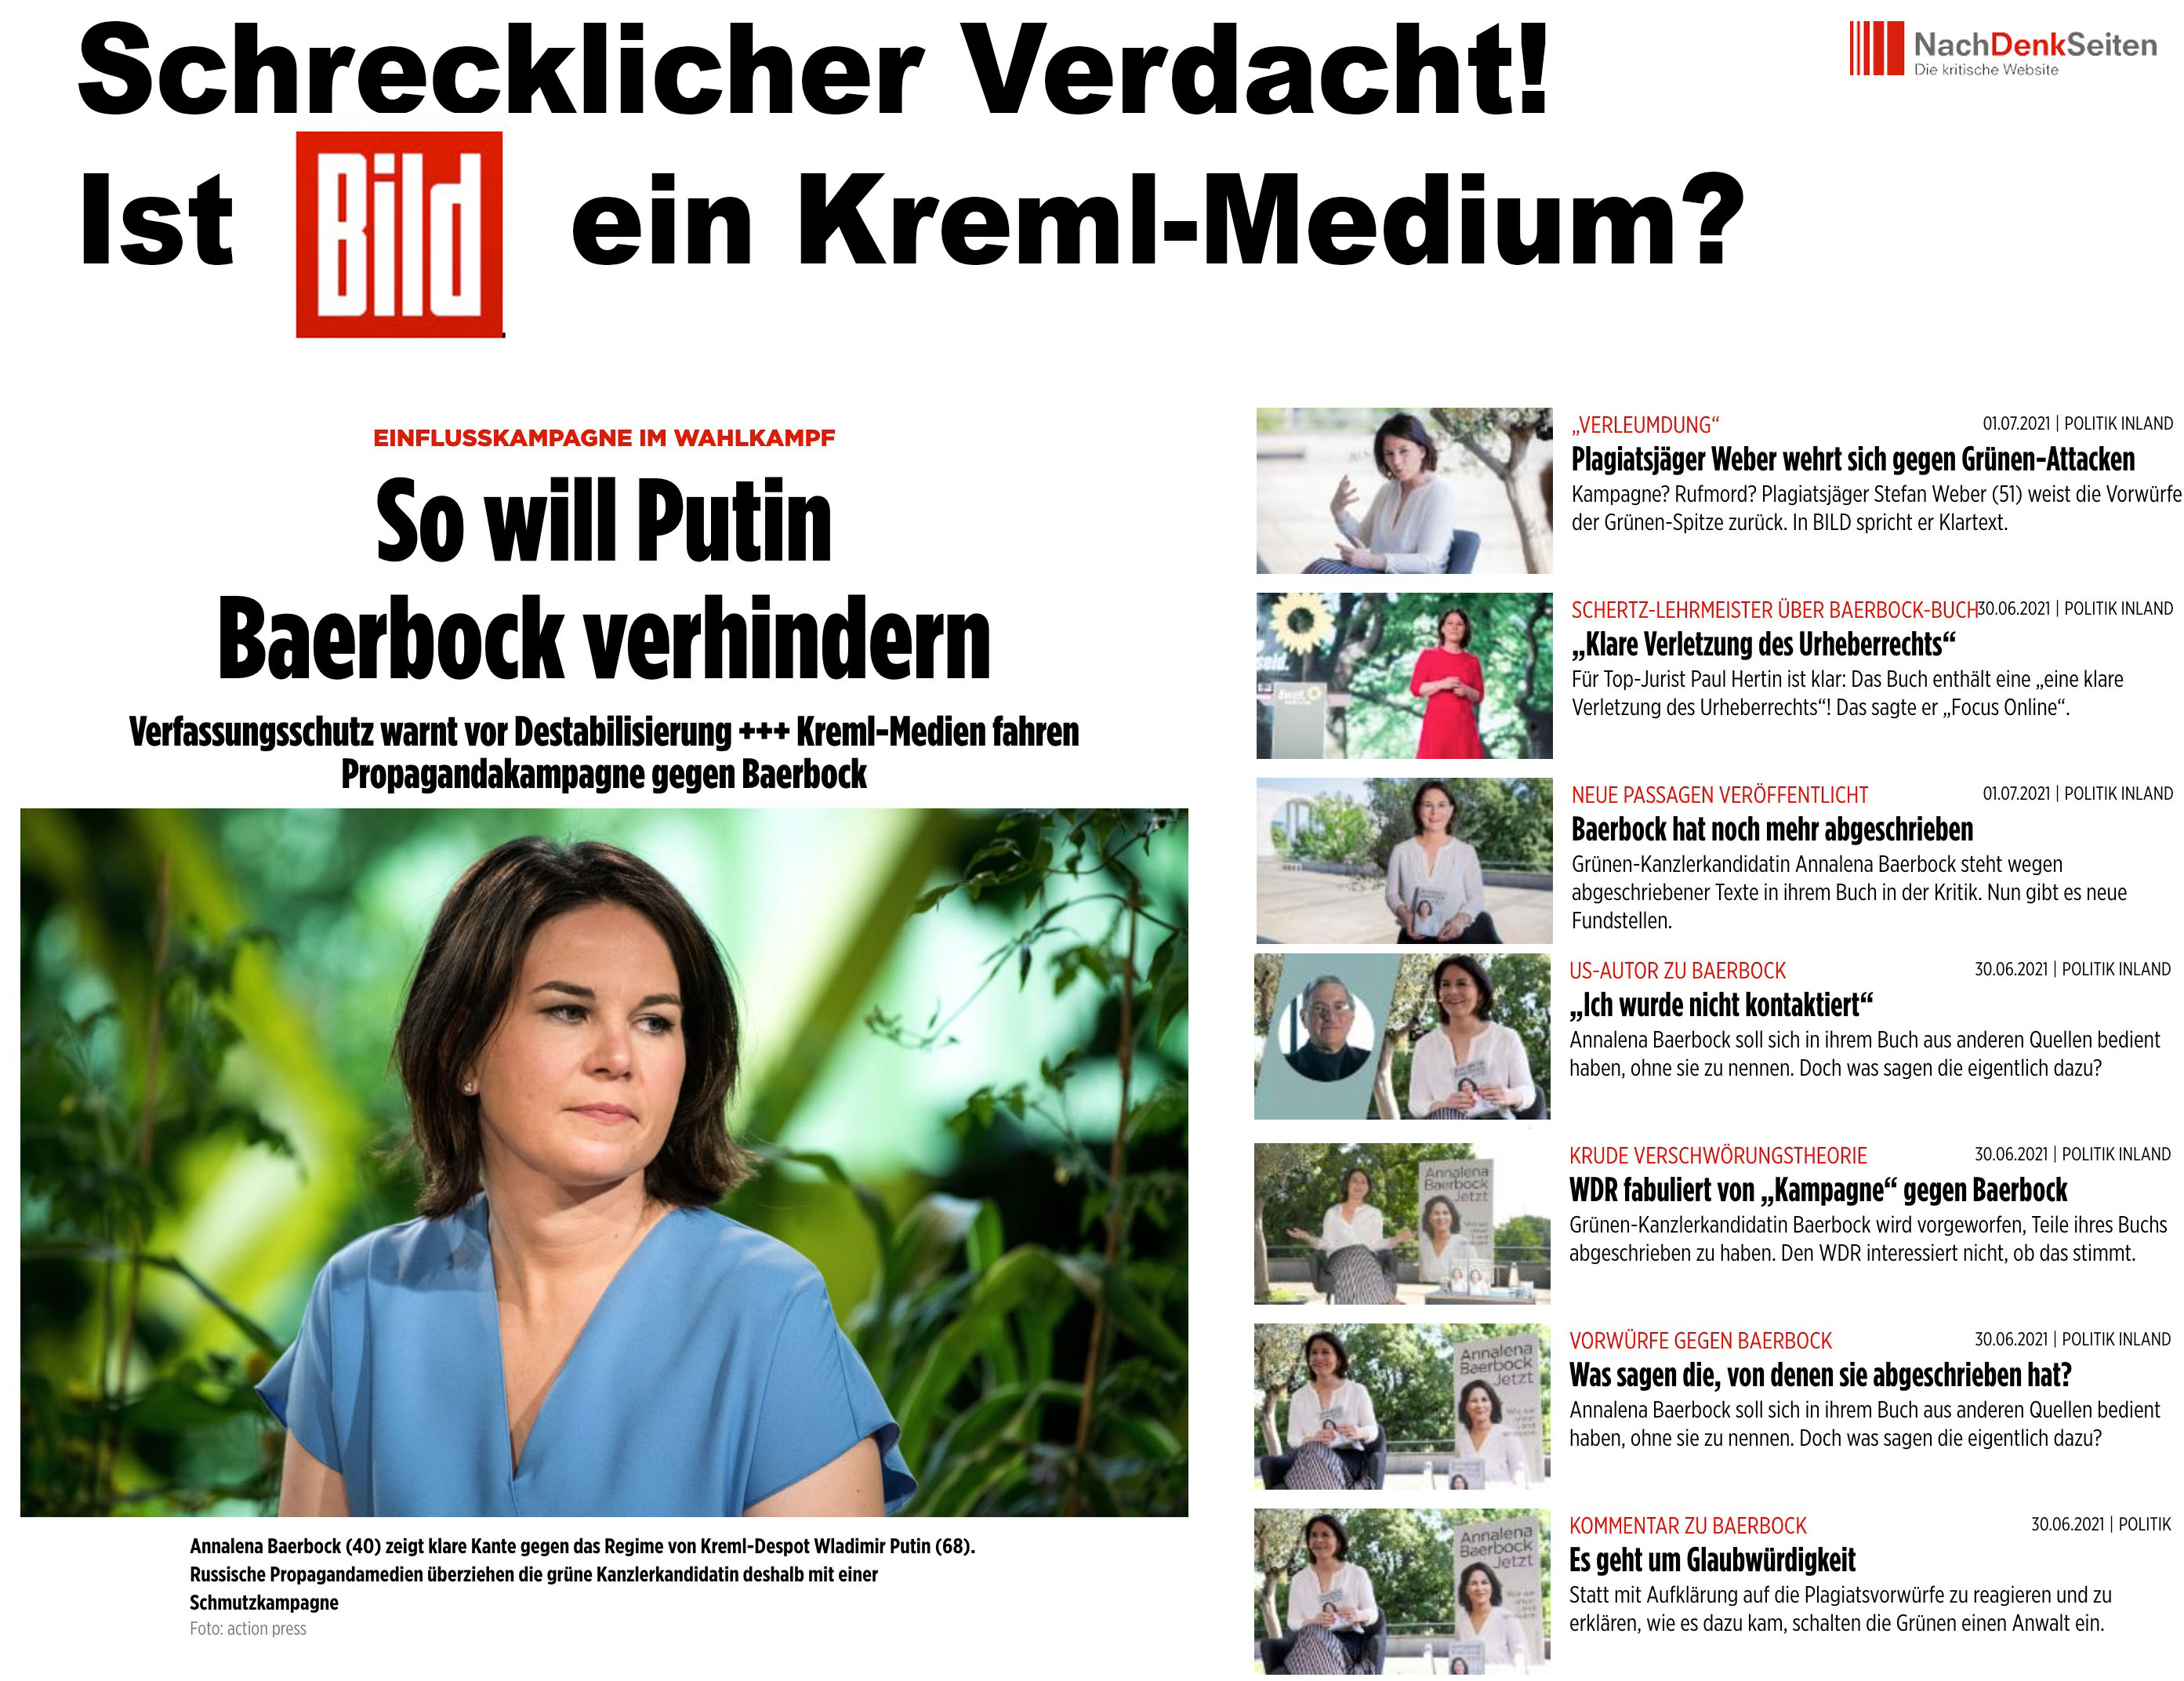 Schrecklicher Verdacht!
Ist Bild ein Kreml-Medium?
NachDenkSeiten
Die kritische Website
EINFLUSSKAMPAGNE IM WAHLKAMPF
So will Putin
Baerbock verhindern
Verfassungsschutz warnt vor Destabilisierung +++ Kreml-Medien fahren
Propagandakampagne gegen Baerbock
Annalena Baerbock (40) zeigt klare Kante gegen das Regime von Kreml-Despot Wladimir Putin (68).
Russische Propagandamedien überziehen die grüne Kanzlerkandidatin deshalb mit einer
Schmutzkampagne
Foto: action press
„VERLEUMDUNG“ 01.07.2021 | POLITIK INLAND
Plagiatsjäger Weber wehrt sich gegen Grünen-Attacken
Kampagne? Rufmord? Plagiatsjäger Stefan Weber (51) weist die Vorwürfe
der Grünen-Spitze zurück. In BILD spricht er Klartext.
SCHERTZ-LEHRMEISTER ÜBER BAERBOCK-BUCH 30.06.2021 | POLITIK INLAND
„Klare Verletzung des Urheberrechts“
Für Top-Jurist Paul Hertin ist klar: Das Buch enthält eine „eine klare
Verletzung des Urheberrechts“! Das sagte er „Focus Online“.
NEUE PASSAGEN VERÖFFENTLICHT 01.07.2021 | POLITIK INLAND
Baerbock hat noch mehr abgeschrieben
Grünen-Kanzlerkandidatin Annalena Baerbock steht wegen
abgeschriebener Texte in ihrem Buch in der Kritik. Nun gibt es neue
Fundstellen.
US-AUTOR ZU BAERBOCK 30.06.2021 | POLITIK INLAND
„Ich wurde nicht kontaktiert“
Annalena Baerbock soll sich in ihrem Buch aus anderen Quellen bedient
haben, ohne sie zu nennen. Doch was sagen die eigentlich dazu?
Annalena
Baerbock
Jetzt
KRUDE VERSCHWÖRUNGSTHEORIE 30.06.2021 | POLITIK INLAND
WDR fabuliert von „Kampagne“ gegen Baerbock
Grünen-Kanzlerkandidatin Baerbock wird vorgeworfen, Teile ihres Buchs
abgeschrieben zu haben. Den WDR interessiert nicht, ob das stimmt.
Annalena
Baerbock
Jetzt
VORWÜRFE GEGEN BAERBOCK 30.06.2021 | POLITIK INLAND
Was sagen die, von denen sie abgeschrieben hat?
Annalena Baerbock soll sich in ihrem Buch aus anderen Quellen bedient
haben, ohne sie zu nennen. Doch was sagen die eigentlich dazu?
Annalena
Baerbock
Jetzt
KOMMENTAR ZU BAERBOCK 30.06.2021 | POLITIK
Es geht um Glaubwürdigkeit
Statt mit Aufklärung auf die Plagiatsvorwürfe zu reagieren und zu
erklären, wie es dazu kam, schalten die Grünen einen Anwalt ein.